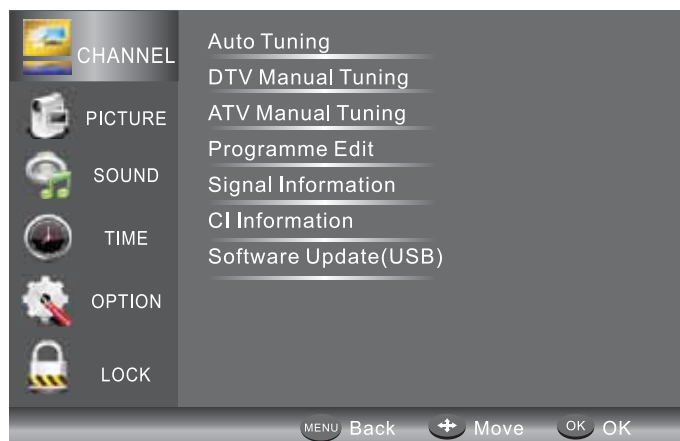 CHANNEL
PICTURE
SOUND
TIME
OPTION
LOCK
Auto Tuning
DTV Manual Tuning
ATV Manual Tuning
Programme Edit
Signal Information
CI Information
Software Update(USB)
MENU Back Move OK OK